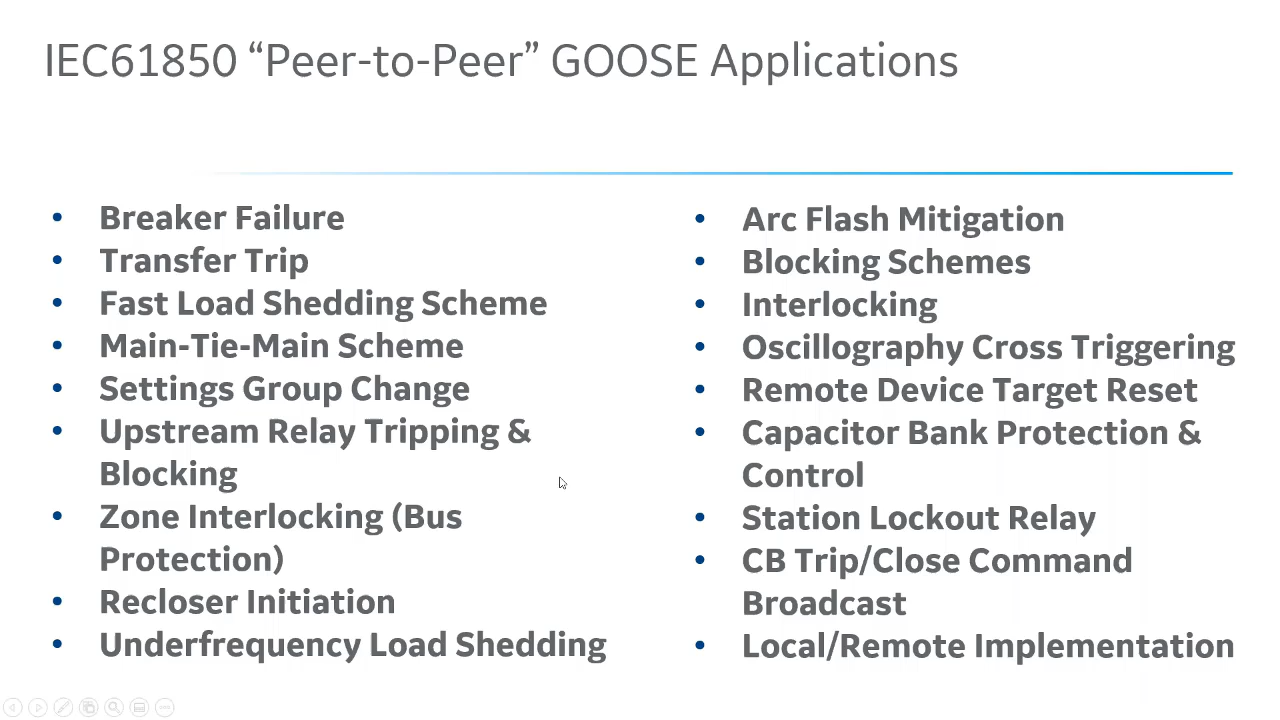 IEC61850 “Peer-to-Peer” GOOSE Applications
• Breaker Failure
• Transfer Trip
• Fast Load Shedding Scheme
• Main-Tie-Main Scheme
• Settings Group Change
• Upstream Relay Tripping &
Blocking
• Zone Interlocking (Bus
Protection)
• Recloser Initiation
• Underfrequency Load Shedding
• Arc Flash Mitigation
• Blocking Schemes
• Interlocking
• Oscillography Cross Triggering
• Remote Device Target Reset
• Capacitor Bank Protection &
Control
• Station Lockout Relay
• CB Trip/Close Command
Broadcast
• Local/Remote Implementation